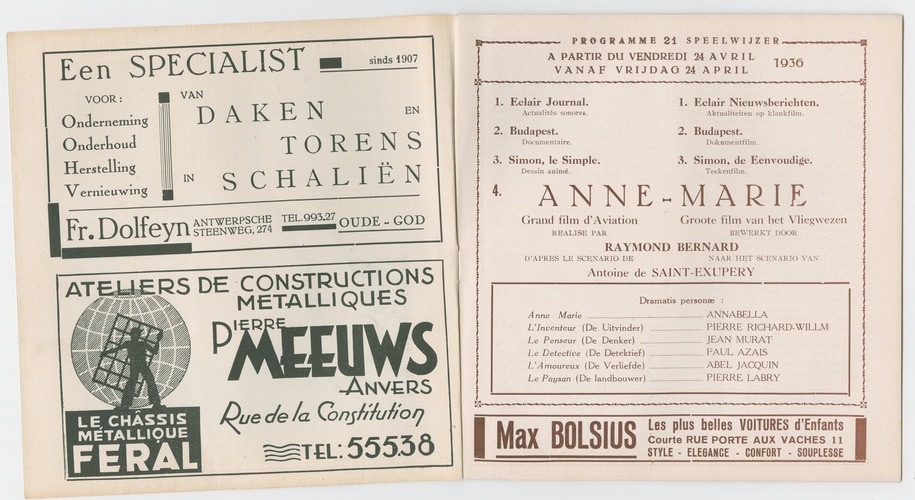 Een SPECIALIST sinds 1907
VOOR:
Onderneming
Onderhoud
Herstelling
Vernieuwing
VAN
DAKEN EN
TORENS
IN SCHALIËN
Fr. Dolfeyn ANTWERPSCHE STEENWEG, 274 TEL. 993,27 OUDE-GOD
ATELIERS DE CONSTRUCTIONS
METALLIQUES
PIERRE
MEEUWS
ANVERS
Rue de la Constitution
TEL: 555.38
LE CHÂSSIS
MÉTALLIQUE
FERAL
PROGRAMME 21 SPEELWIJZER
A PARTIR DU VENDREDI 24 AVRIL
VANAF VRIJDAG 24 APRIL
1936
1. Eclair Journal.
Actualités sonores.
2. Budapest.
Documentaire.
3. Simon, le Simple.
Dessin animé.
1. Eclair Nieuwsberichten.
Aktualiteiten op klankfilm.
2. Budapest.
Dokumentfilm.
3. Simon, de Eenvoudige.
Teekenfilm.
4. ANNE-MARIE
Grand film d'Aviation Groote film van het Vliegwezen
REALISE PAR BEWERKT DOOR
RAYMOND BERNARD
D'APRES LE SCENARIO DE NAAR HET SCENARIO VAN
Antoine de SAINT-EXUPERY
Dramatis personæ :
Anne Marie ANNABELLA
L'Inventeur (De Uitvinder) PIERRE RICHARD-WILLM
Le Penseur (De Denker) JEAN MURAT
Le Detective (De Detektief) PAUL AZAIS
L'Amoureux (De Verliefde) ABEL JACQUIN
Le Paysan (De landbouwer) PIERRE LABRY
Max BOLSIUS
Les plus belles VOITURES d'Enfants
Courte RUE PORTE AUX VACHES 11
STYLE - ELEGANCE - CONFORT - SOUPLESSE